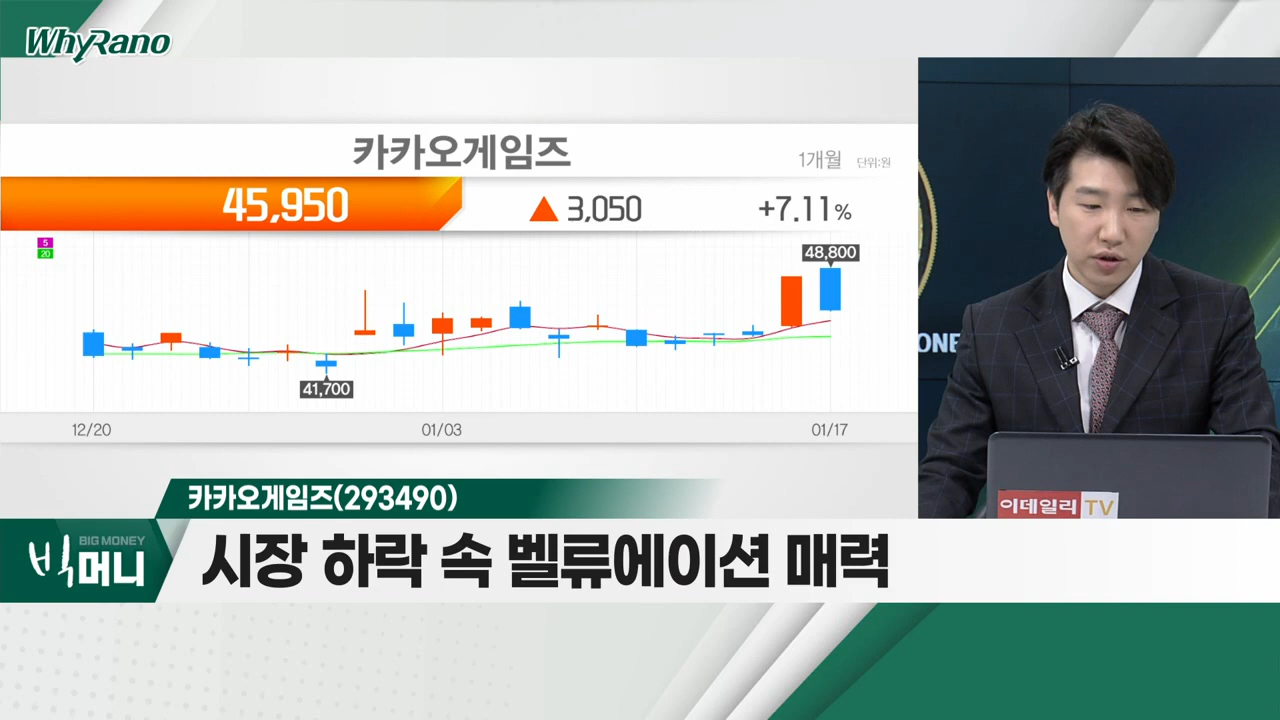 WhyRano
카카오게임즈
1개월 단위:원
45,950 ▲ 3,050 +7.11%
5
20
48,800
41,700
12/20 01/03 01/17
ONE
이데일리 TV
카카오게임즈(293490)
BIG MONEY
빅머니
시장 하락 속 벨류에이션 매력